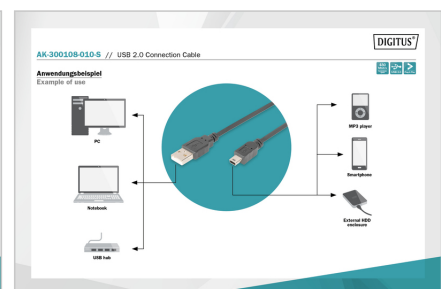 DIGITUS®
AK-300108-010-S // USB 2.0 Connection Cable
Anwendungsbeispiel
Example of use
PC
Notebook
USB hub
MP3 player
Smartphone
External HDD
enclosure